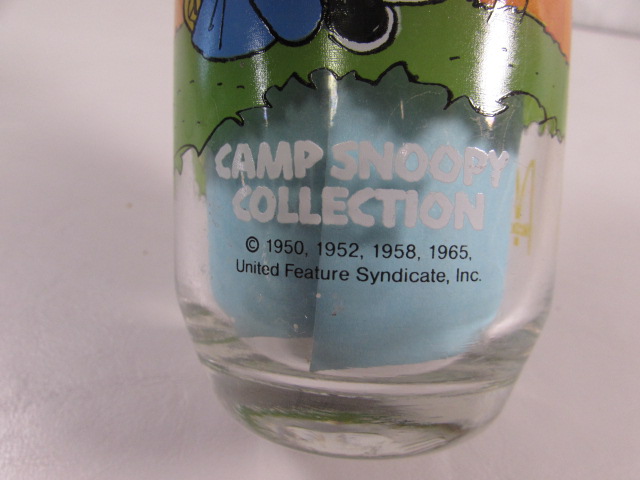 CAMP SNOOPY
COLLECTION
© 1950, 1952, 1958, 1965,
United Feature Syndicate, Inc.